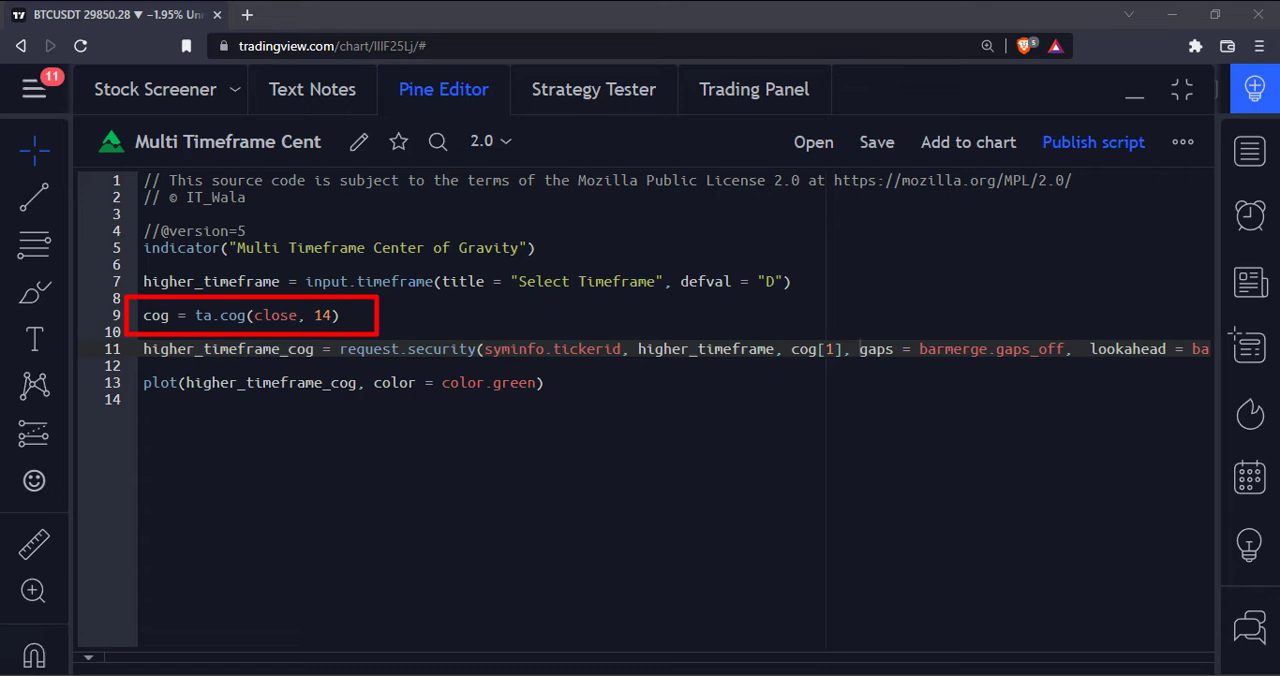 BTCUSDT 29850.28 ▼ −1.95% Un
tradingview.com/chart/IIIF25Lj/#
5
11
Stock Screener Text Notes Pine Editor Strategy Tester Trading Panel
Multi Timeframe Cent 2.0 Open Save Add to chart Publish script
1 // This source code is subject to the terms of the Mozilla Public License 2.0 at https://mozilla.org/MPL/2.0/
2 // © IT_Wala
3
4 //@version=5
5 indicator("Multi Timeframe Center of Gravity")
6
7 higher_timeframe = input.timeframe(title = "Select Timeframe", defval = "D")
8
9 cog = ta.cog(close, 14)
10
11 higher_timeframe_cog = request.security(syminfo.tickerid, higher_timeframe, cog[1], gaps = barmerge.gaps_off, lookahead = ba
12
13 plot(higher_timeframe_cog, color = color.green)
14